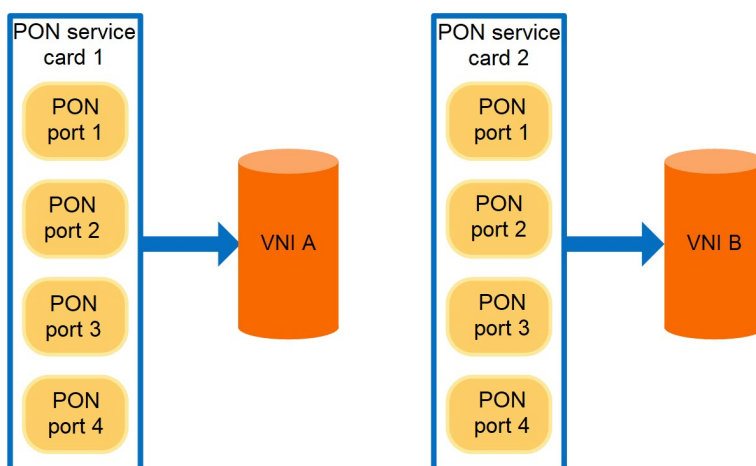 PON service
card 1
PON
port 1
PON
port 2
PON
port 3
PON
port 4
VNI A
PON service
card 2
PON
port 1
PON
port 2
PON
port 3
PON
port 4
VNI B